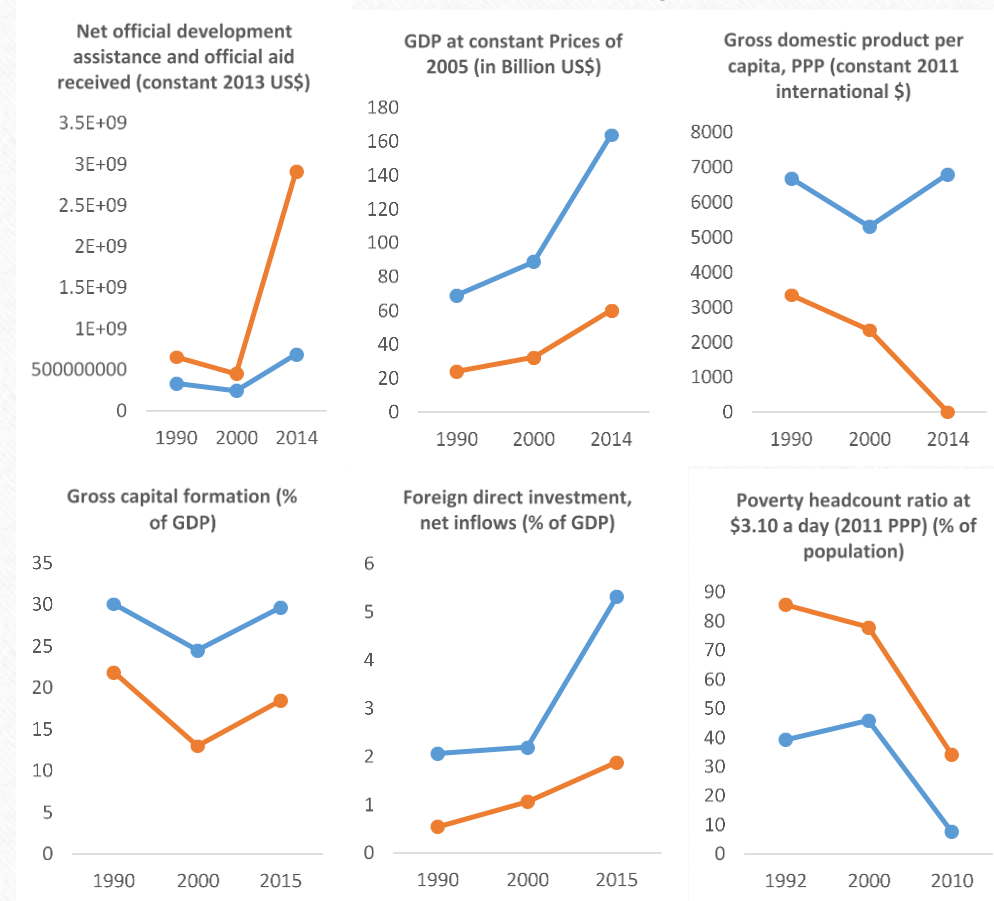 Net official development
assistance and official aid
received (constant 2013 US$)
3.5E+09
3E+09
2.5E+09
2E+09
1.5E+09
1E+09
500000000
0
1990 2000 2014
GDP at constant Prices of
2005 (in Billion US$)
180
160
140
120
100
80
60
40
20
0
1990 2000 2014
Gross domestic product per
capita, PPP (constant 2011
international $)
8000
7000
6000
5000
4000
3000
2000
1000
0
1990 2000 2014
Gross capital formation (%
of GDP)
35
30
25
20
15
10
5
0
1990 2000 2015
Foreign direct investment,
net inflows (% of GDP)
6
5
4
3
2
1
0
1990 2000 2015
Poverty headcount ratio at
$3.10 a day (2011 PPP) (% of
population)
90
80
70
60
50
40
30
20
10
0
1992 2000 2010